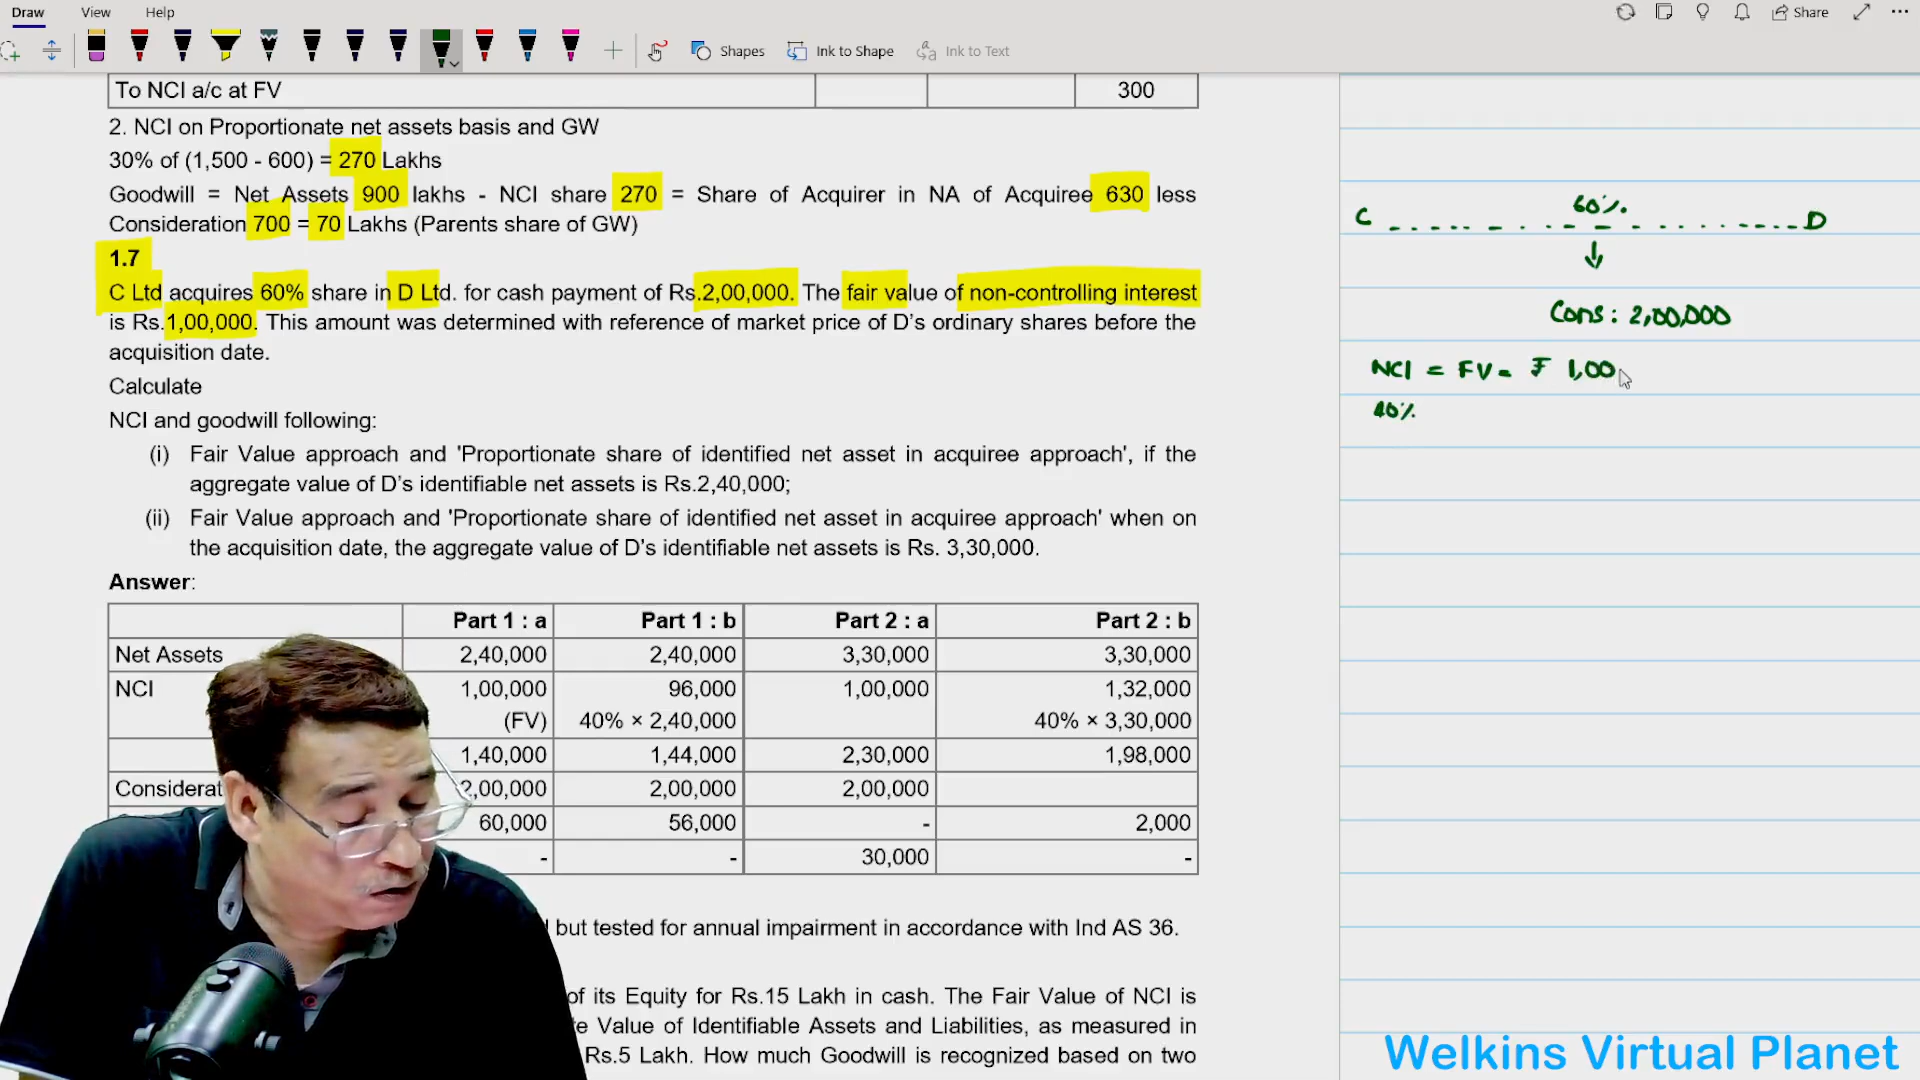 Draw View Help
Shapes Ink to Shape Ink to Text Share
To NCI a/c at FV 300
2. NCI on Proportionate net assets basis and GW
30% of (1,500 - 600) = 270 Lakhs
Goodwill = Net Assets 900 lakhs - NCI share 270 = Share of Acquirer in NA of Acquiree 630 less
Consideration 700 = 70 Lakhs (Parents share of GW)
1.7
C Ltd acquires 60% share in D Ltd. for cash payment of Rs.2,00,000. The fair value of non-controlling interest
is Rs.1,00,000. This amount was determined with reference of market price of D’s ordinary shares before the
acquisition date.
Calculate
NCI and goodwill following:
(i) Fair Value approach and 'Proportionate share of identified net asset in acquiree approach', if the
aggregate value of D’s identifiable net assets is Rs.2,40,000;
(ii) Fair Value approach and 'Proportionate share of identified net asset in acquiree approach' when on
the acquisition date, the aggregate value of D’s identifiable net assets is Rs. 3,30,000.
Answer:
Part 1 : a Part 1 : b Part 2 : a Part 2 : b
Net Assets 2,40,000 2,40,000 3,30,000 3,30,000
NCI 1,00,000 96,000 1,00,000 1,32,000
(FV) 40% × 2,40,000 40% × 3,30,000
1,40,000 1,44,000 2,30,000 1,98,000
Considerat 2,00,000 2,00,000 2,00,000
60,000 56,000 - 2,000
- - 30,000 -
but tested for annual impairment in accordance with Ind AS 36.
of its Equity for Rs.15 Lakh in cash. The Fair Value of NCI is
Value of Identifiable Assets and Liabilities, as measured in
Rs.5 Lakh. How much Goodwill is recognized based on two
60%
C D
Cons : 2,00,000
NCI = FV = ₹ 1,00
40%
Welkins Virtual Planet